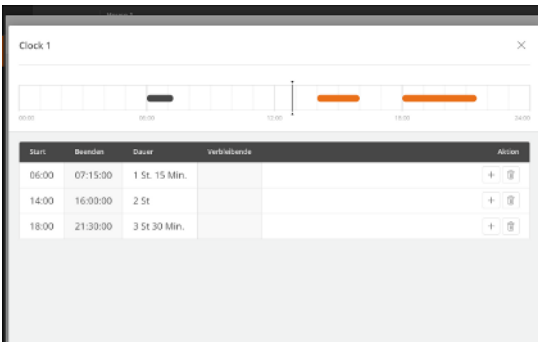 Clock 1
00:00 06:00 12:00 18:00 24:00
Start Beenden Dauer Verbleibende Aktion
06:00 07:15:00 1 St. 15 Min.
14:00 16:00:00 2 St
18:00 21:30:00 3 St 30 Min.